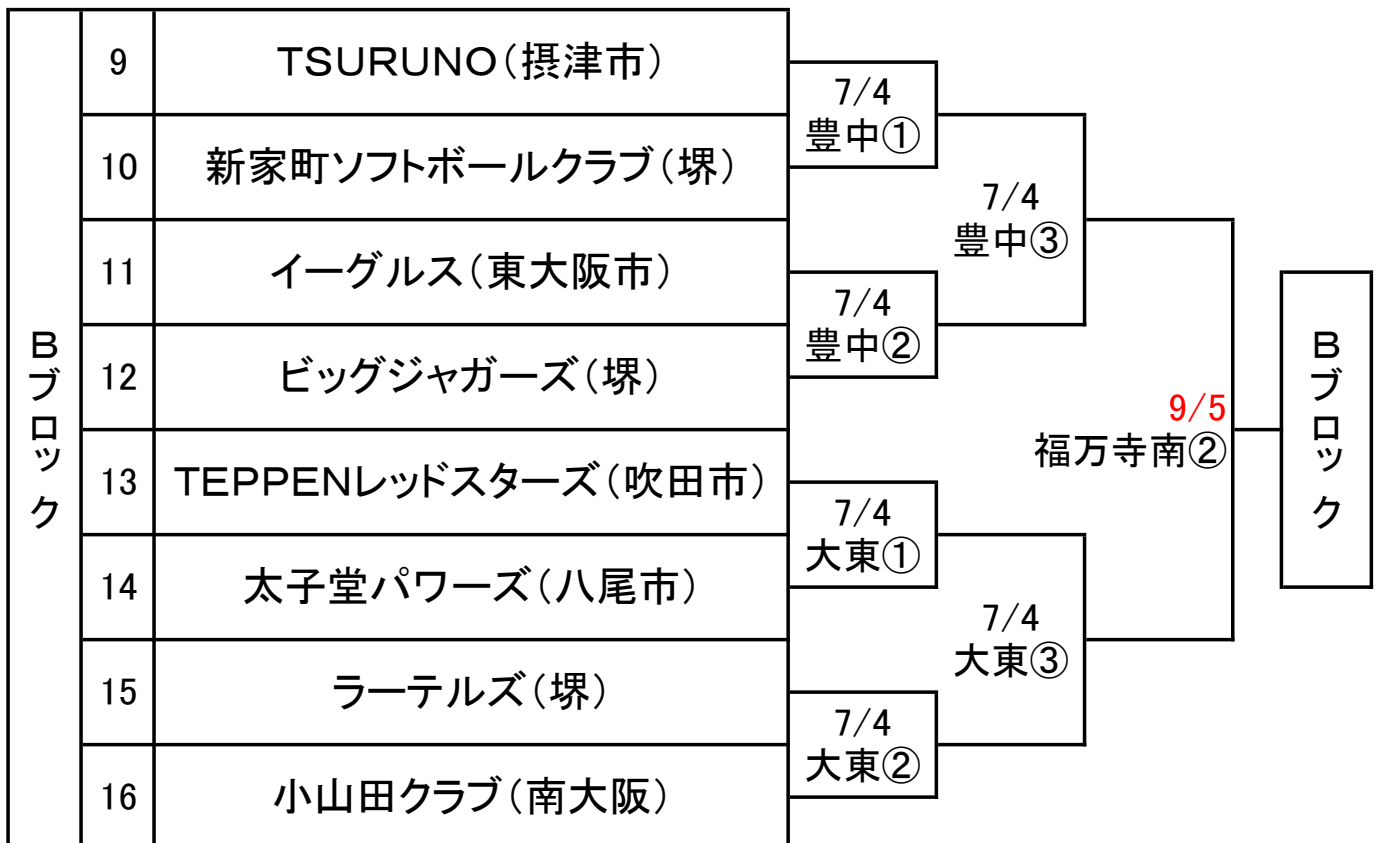 Bブロック
9
TSURUNO(摂津市)
10
新家町ソフトボールクラブ(堺)
11
イーグルス(東大阪市)
12
ビッグジャガーズ(堺)
13
TEPPENレッドスターズ(吹田市)
14
太子堂パワーズ(八尾市)
15
ラーテルズ(堺)
16
小山田クラブ(南大阪)
7/4
豊中①
7/4
豊中②
7/4
大東①
7/4
大東②
7/4
豊中③
7/4
大東③
9/5
福万寺南②
Bブロック